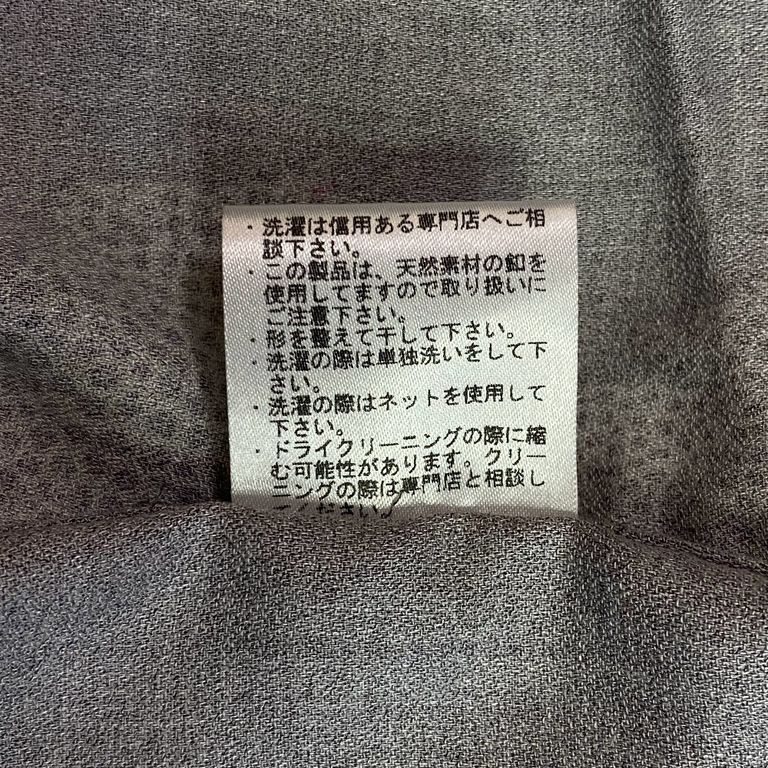 ・洗濯は信用ある専門店へご相
談下さい。
・この製品は、天然素材の釦を
使用してますので取り扱いに
ご注意下さい。
・形を整えて干して下さい。
・洗濯の際は単独洗いをして下
さい。
・洗濯の際はネットを使用して
下さい。
・ドライクリーニングの際に縮
む可能性があります。クリー
ニングの際は専門店と相談し
てください。